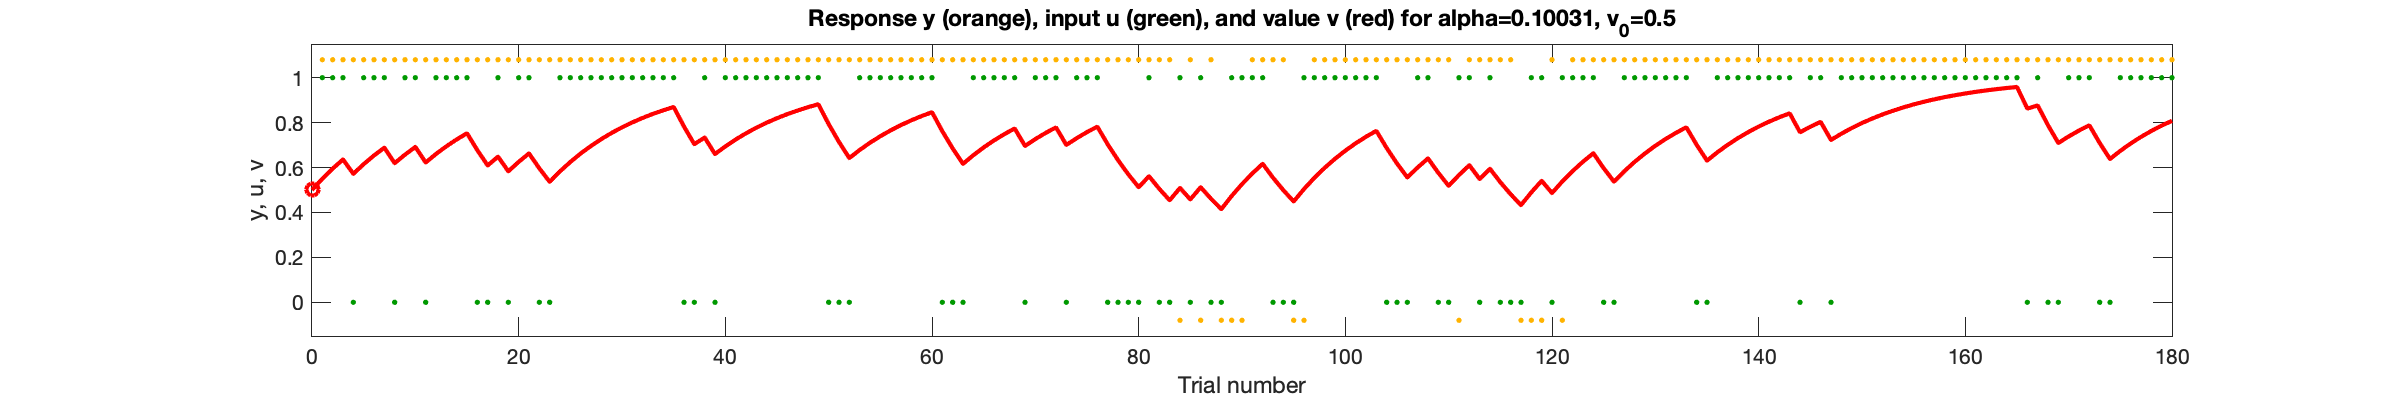 Response y (orange), input u (green), and value v (red) for alpha=0.10031, v₀=0.5
1
0.8
0.6
0.4
0.2
0
y, u, v
0 20 40 60 80 100 120 140 160 180
Trial number